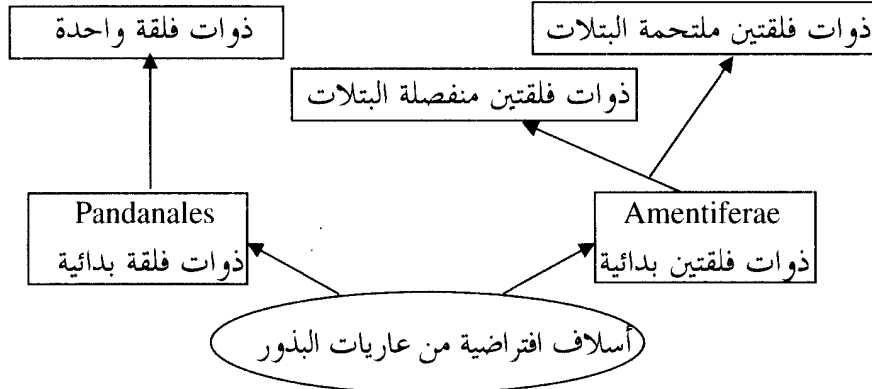 ذوات فلقتين ملتحمة البتلات
ذوات فلقة واحدة
ذوات فلقتين منفصلة البتلات
Amentiferae
ذوات فلقتين بدائية
Pandanales
ذوات فلقة بدائية
أسلاف افتراضية من عاريات البذور